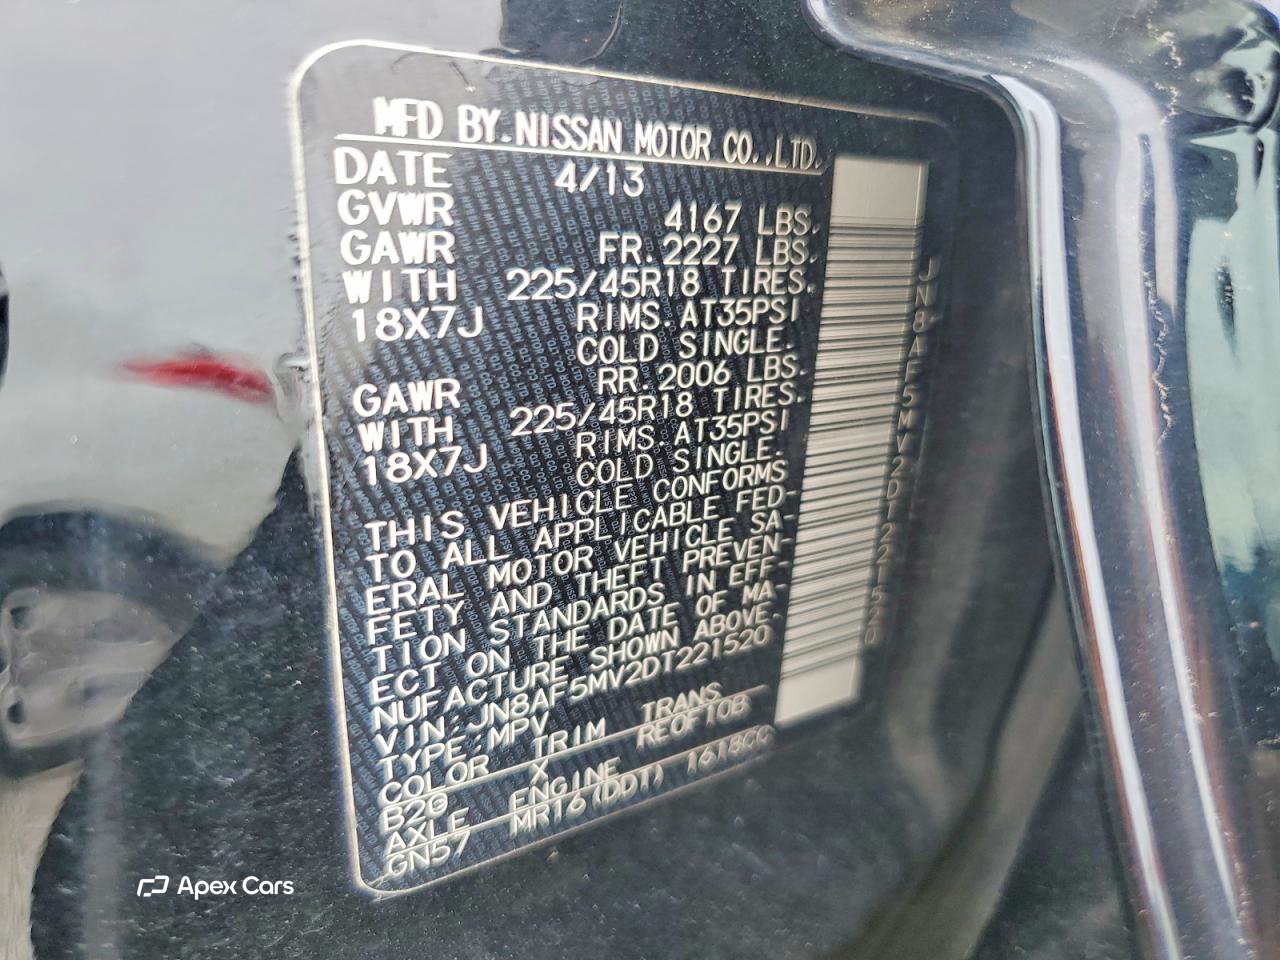 MFD BY.NISSAN MOTOR CO.,LTD.
DATE 4/13
GVWR 4167 LBS.
GAWR FR. 2227 LBS.
WITH 225/45R18 TIRES.
18X7J RIMS. AT35PSI
COLD SINGLE.
GAWR RR. 2006 LBS.
WITH 225/45R18 TIRES.
18X7J RIMS. AT35PSI
COLD SINGLE.
THIS VEHICLE CONFORMS
TO ALL APPLICABLE FED-
ERAL MOTOR VEHICLE SA-
FETY AND THEFT PREVEN-
TION STANDARDS IN EFF-
ECT ON THE DATE OF MA-
NUFACTURE SHOWN ABOVE.
VIN:JN8AF5MV2DT221520
TYPE:MPV
COLOR TRIM TRANS
B20 X RE0F10B
AXLE ENGINE
GN57 MR16(DDT) 1618CC
JN8AF5MV2DT221520
Apex Cars